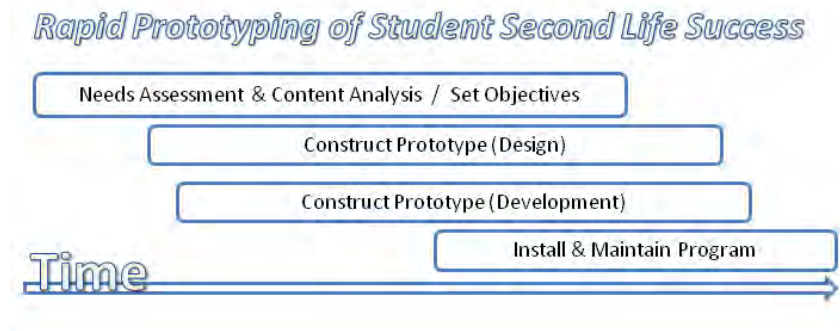 Rapid Prototyping of Student Second Life Success
Needs Assessment & Content Analysis / Set Objectives
Construct Prototype (Design)
Construct Prototype (Development)
Install & Maintain Program
Time